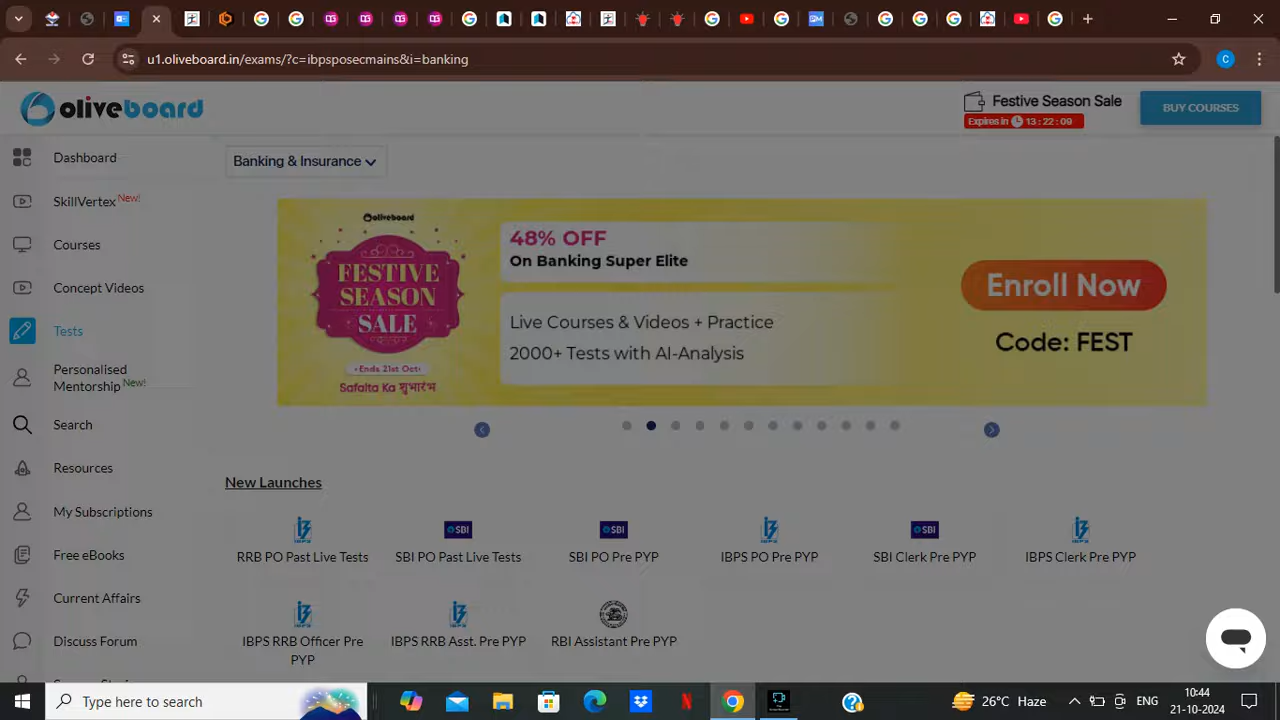 u1.oliveboard.in/exams/?c=ibpsposecmains&i=banking
oliveboard
Festive Season Sale
Expires in 13 : 22 : 09
BUY COURSES
Dashboard
SkillVertex New!
Courses
Concept Videos
Tests
Personalised
Mentorship New!
Search
Resources
My Subscriptions
Free eBooks
Current Affairs
Discuss Forum
Banking & Insurance
oliveboard
FESTIVE
SEASON
SALE
Ends 21st Oct
Safalta Ka शुभारंभ
48% OFF
On Banking Super Elite
Live Courses & Videos + Practice
2000+ Tests with AI-Analysis
Enroll Now
Code: FEST
New Launches
RRB PO Past Live Tests
SBI
SBI PO Past Live Tests
SBI
SBI PO Pre PYP
IBPS PO Pre PYP
SBI
SBI Clerk Pre PYP
IBPS Clerk Pre PYP
IBPS RRB Officer Pre
PYP
IBPS RRB Asst. Pre PYP
RBI Assistant Pre PYP
Type here to search
26°C Haze
ENG
10:44
21-10-2024